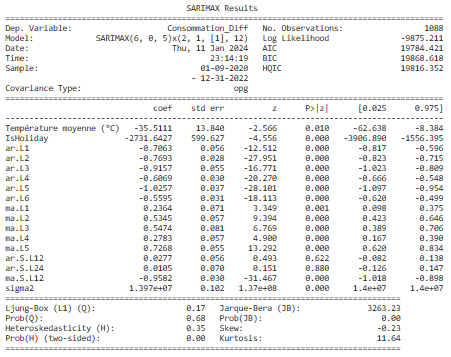 SARIMAX Results
==============================================================================
Dep. Variable: Consommation_Diff No. Observations: 1088
Model: SARIMAX(6, 0, 5)x(2, 1, [1], 12) Log Likelihood -9875.211
Date: Thu, 11 Jan 2024 AIC 19784.421
Time: 23:14:19 BIC 19868.618
Sample: 01-09-2020 HQIC 19816.352
- 12-31-2022
Covariance Type: opg
==============================================================================
coef std err z P>|z| [0.025 0.975]
------------------------------------------------------------------------------
Température moyenne (°C) -35.5111 13.840 -2.566 0.010 -62.638 -8.384
IsHoliday -2731.6427 599.627 -4.556 0.000 -3906.890 -1556.395
ar.L1 -0.7063 0.056 -12.512 0.000 -0.817 -0.596
ar.L2 -0.7693 0.028 -27.951 0.000 -0.823 -0.715
ar.L3 -0.9157 0.055 -16.771 0.000 -1.023 -0.809
ar.L4 -0.6069 0.030 -20.270 0.000 -0.666 -0.548
ar.L5 -1.0257 0.037 -28.101 0.000 -1.097 -0.954
ar.L6 -0.5595 0.031 -18.113 0.000 -0.620 -0.499
ma.L1 0.2364 0.071 3.349 0.001 0.098 0.375
ma.L2 0.5345 0.057 9.394 0.000 0.423 0.646
ma.L3 0.5474 0.081 6.769 0.000 0.389 0.706
ma.L4 0.2783 0.057 4.900 0.000 0.167 0.390
ma.L5 0.7268 0.055 13.292 0.000 0.620 0.834
ar.S.L12 0.0277 0.056 0.493 0.622 -0.082 0.138
ar.S.L24 0.0105 0.070 0.151 0.880 -0.126 0.147
ma.S.L12 -0.9582 0.030 -31.467 0.000 -1.018 -0.898
sigma2 1.397e+07 0.102 1.37e+08 0.000 1.4e+07 1.4e+07
==============================================================================
Ljung-Box (L1) (Q): 0.17 Jarque-Bera (JB): 3263.23
Prob(Q): 0.68 Prob(JB): 0.00
Heteroskedasticity (H): 0.35 Skew: -0.23
Prob(H) (two-sided): 0.00 Kurtosis: 11.64
==============================================================================